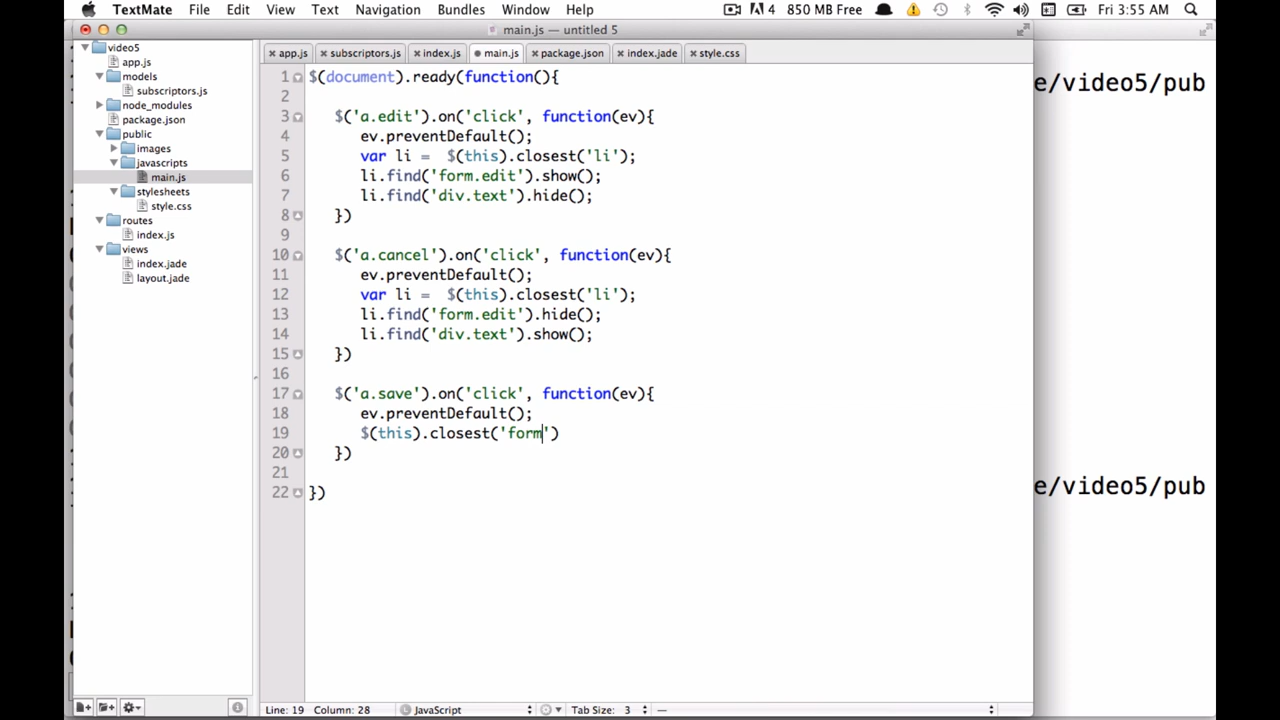 TextMate File Edit View Text Navigation Bundles Window Help 4 850 MB Free Fri 3:55 AM
main.js — untitled 5
video5
app.js
models
subscriptors.js
node_modules
package.json
public
images
javascripts
main.js
stylesheets
style.css
routes
index.js
views
index.jade
layout.jade
app.js subscriptors.js index.js main.js package.json index.jade style.css
1 $(document).ready(function(){
2
3 $('a.edit').on('click', function(ev){
4 ev.preventDefault();
5 var li = $(this).closest('li');
6 li.find('form.edit').show();
7 li.find('div.text').hide();
8 })
9
10 $('a.cancel').on('click', function(ev){
11 ev.preventDefault();
12 var li = $(this).closest('li');
13 li.find('form.edit').hide();
14 li.find('div.text').show();
15 })
16
17 $('a.save').on('click', function(ev){
18 ev.preventDefault();
19 $(this).closest('form')
20 })
21
22 })
e/video5/pub
e/video5/pub
Line: 19 Column: 28 JavaScript Tab Size: 3 —